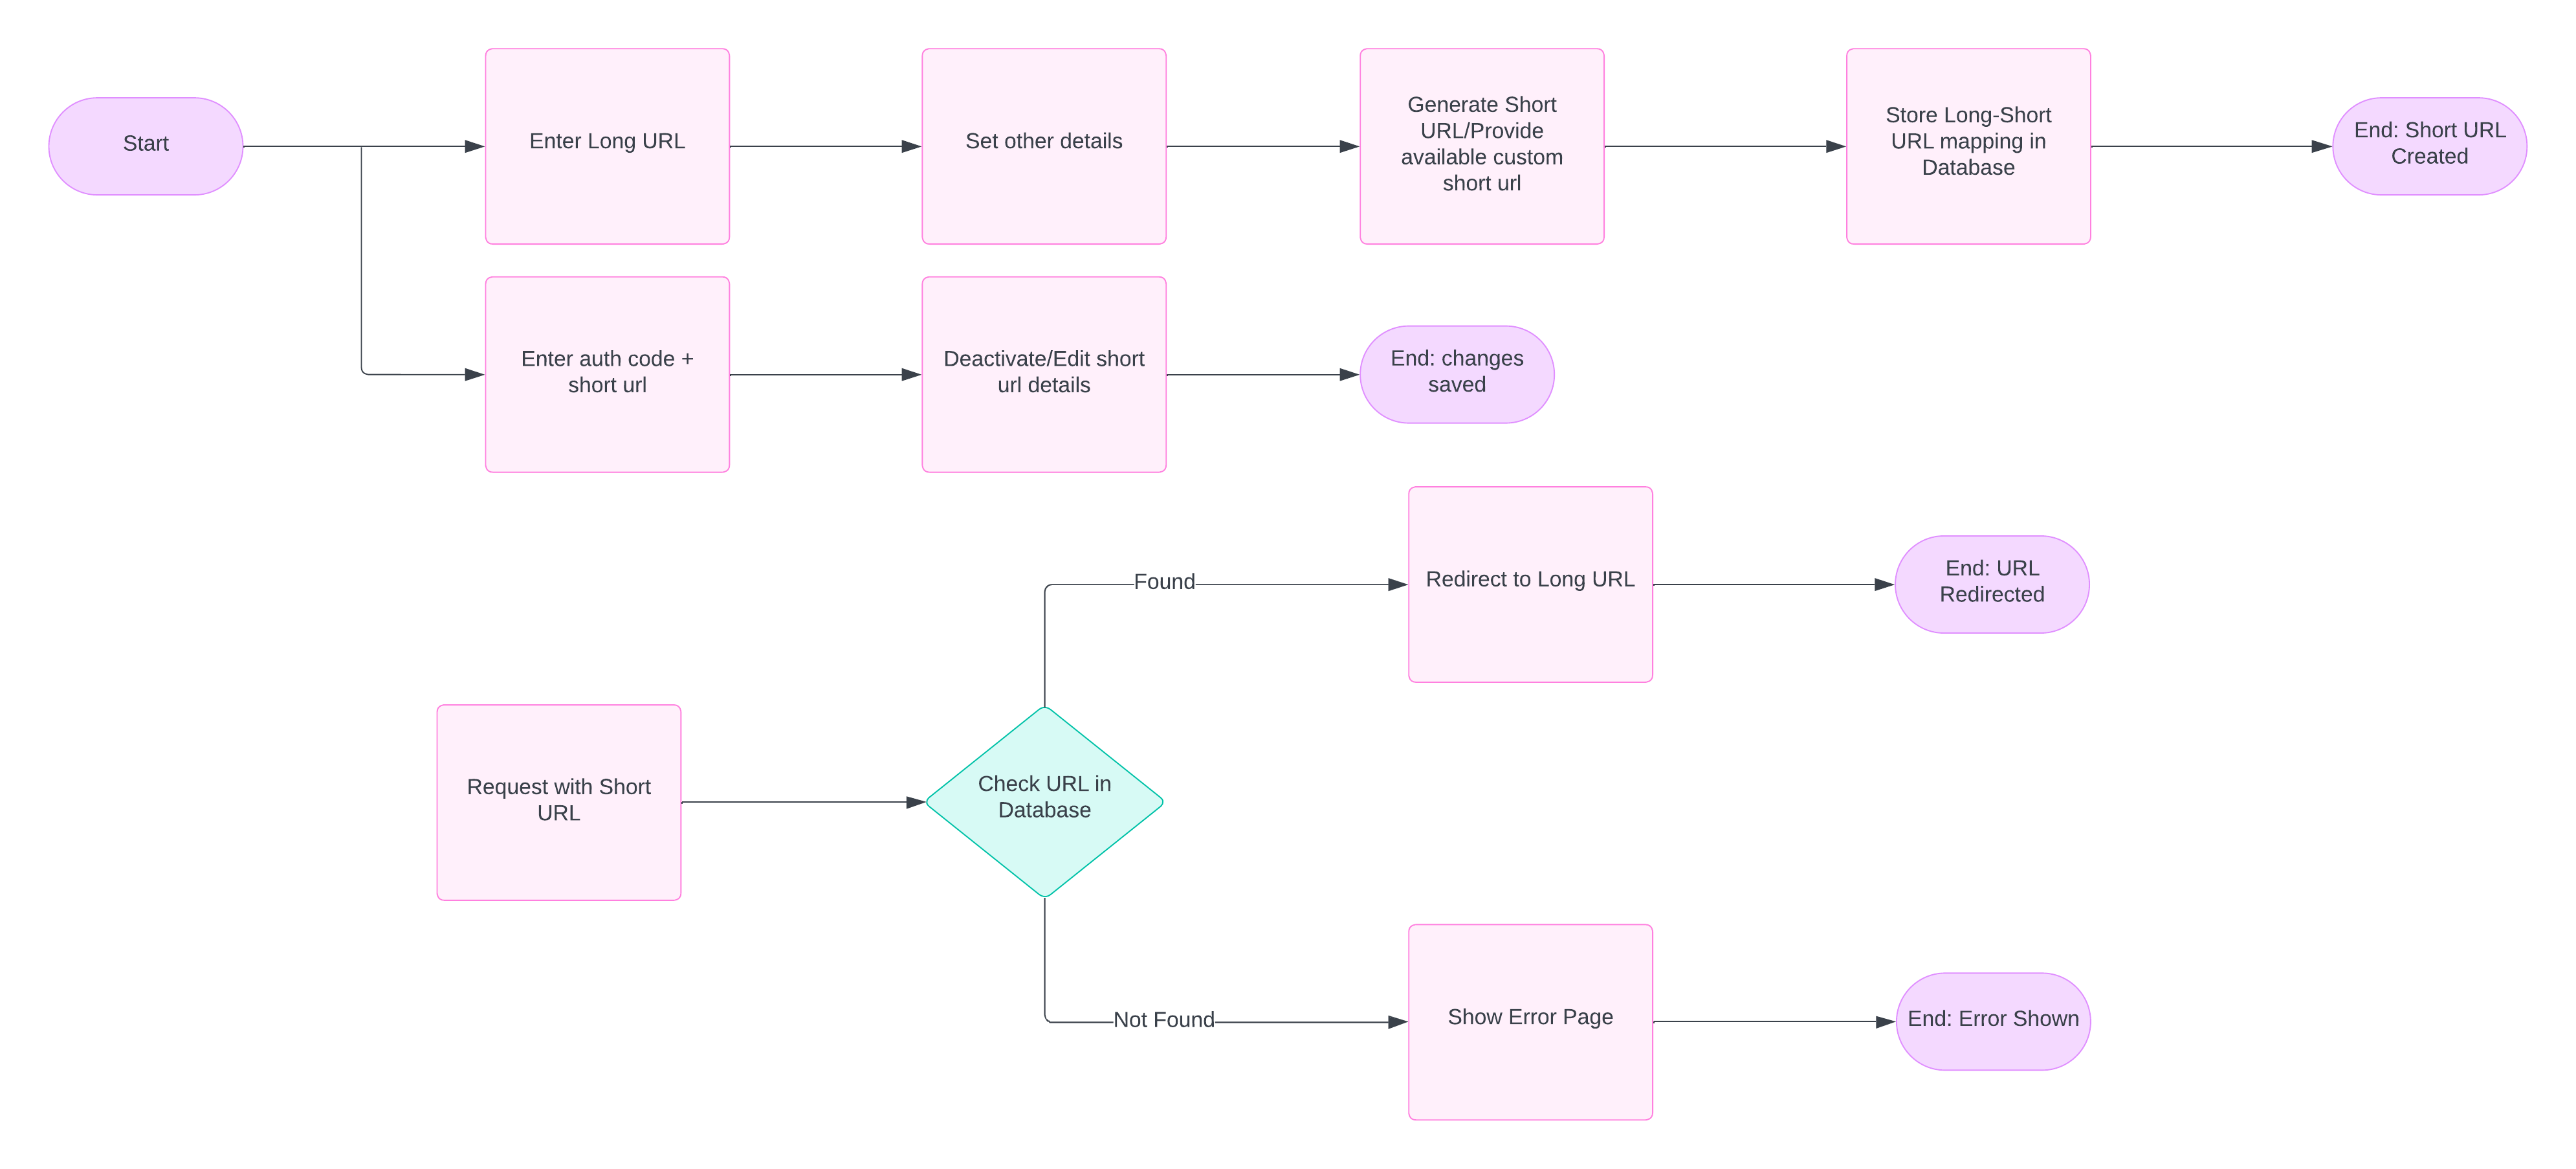 Start
Enter Long URL
Set other details
Generate Short
URL/Provide
available custom
short url
Store Long-Short
URL mapping in
Database
End: Short URL
Created
Enter auth code +
short url
Deactivate/Edit short
url details
End: changes
saved
Found
Redirect to Long URL
End: URL
Redirected
Request with Short
URL
Check URL in
Database
Not Found
Show Error Page
End: Error Shown